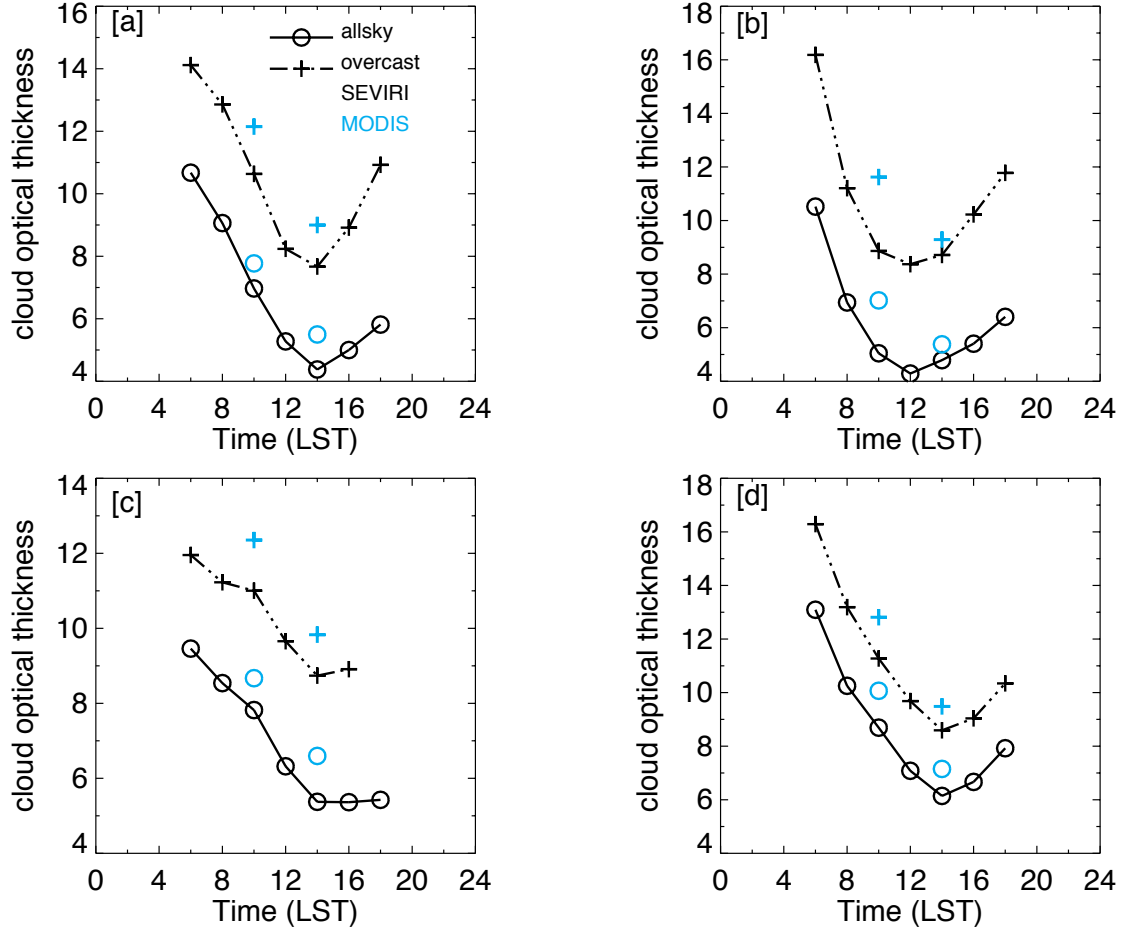 [a]
allsky
overcast
SEVIRI
MODIS
cloud optical thickness
16
14
12
10
8
6
4
0 4 8 12 16 20 24
Time (LST)
[b]
cloud optical thickness
18
16
14
12
10
8
6
4
0 4 8 12 16 20 24
Time (LST)
[c]
cloud optical thickness
14
12
10
8
6
4
0 4 8 12 16 20 24
Time (LST)
[d]
cloud optical thickness
18
16
14
12
10
8
6
4
0 4 8 12 16 20 24
Time (LST)